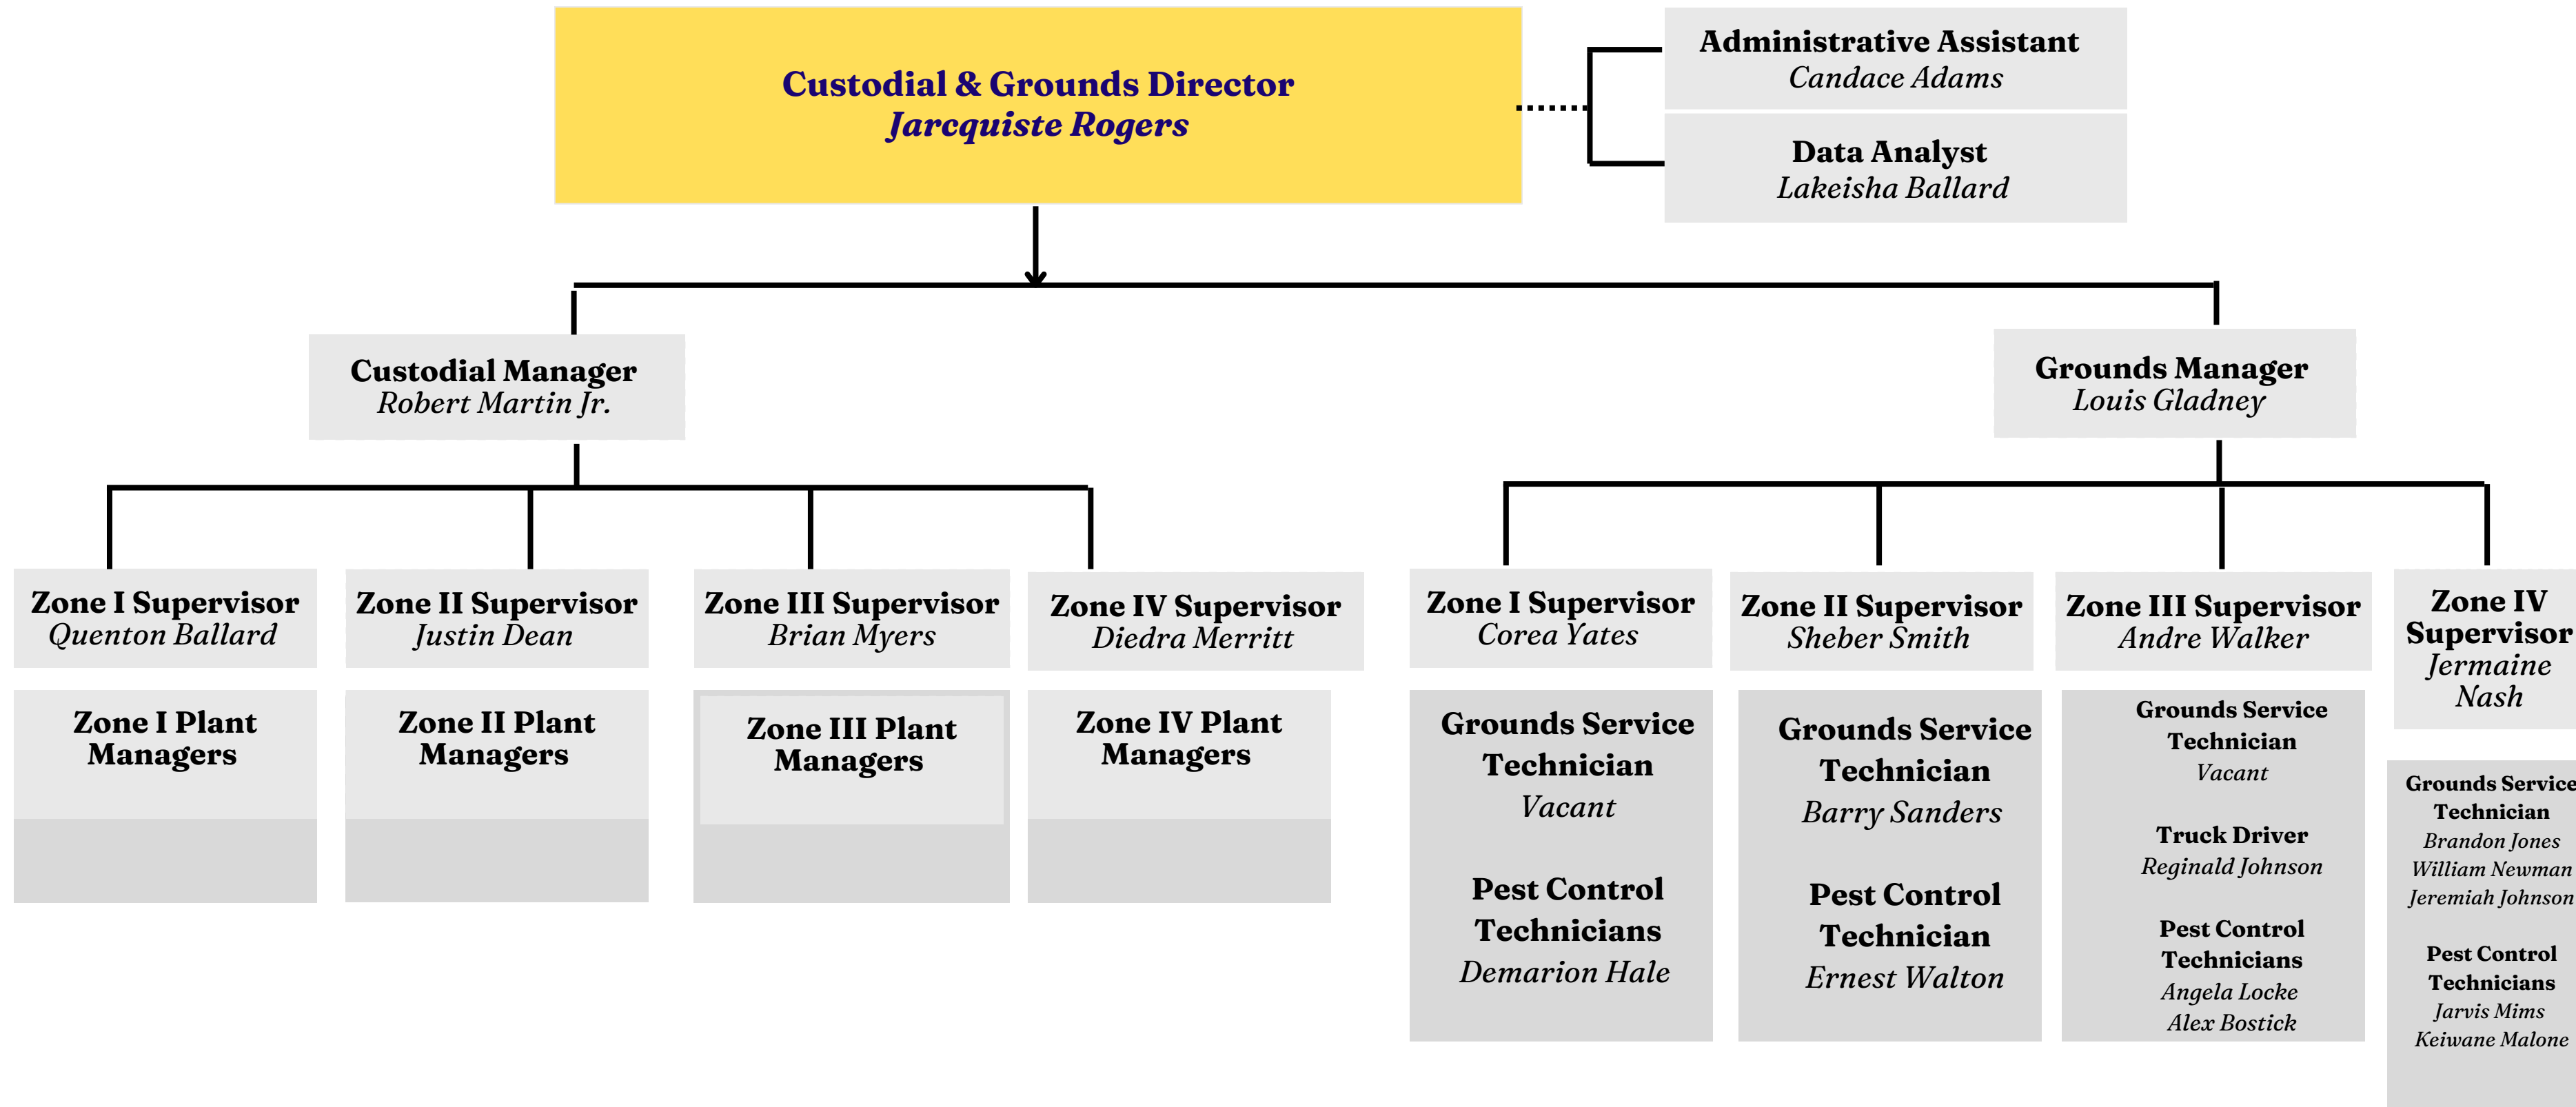 Custodial & Grounds Director
Jarcquiste Rogers
Administrative Assistant
Candace Adams
Data Analyst
Lakeisha Ballard
Custodial Manager
Robert Martin Jr.
Grounds Manager
Louis Gladney
Zone I Supervisor
Quenton Ballard
Zone II Supervisor
Justin Dean
Zone III Supervisor
Brian Myers
Zone IV Supervisor
Diedra Merritt
Zone I Supervisor
Corea Yates
Zone II Supervisor
Sheber Smith
Zone III Supervisor
Andre Walker
Zone IV
Supervisor
Jermaine
Nash
Zone I Plant
Managers
Zone II Plant
Managers
Zone III Plant
Managers
Zone IV Plant
Managers
Grounds Service
Technician
Vacant
Pest Control
Technicians
Demarion Hale
Grounds Service
Technician
Barry Sanders
Pest Control
Technician
Ernest Walton
Grounds Service
Technician
Vacant
Truck Driver
Reginald Johnson
Pest Control
Technicians
Angela Locke
Alex Bostick
Grounds Service
Technician
Brandon Jones
William Newman
Jeremiah Johnson
Pest Control
Technicians
Jarvis Mims
Keiwane Malone